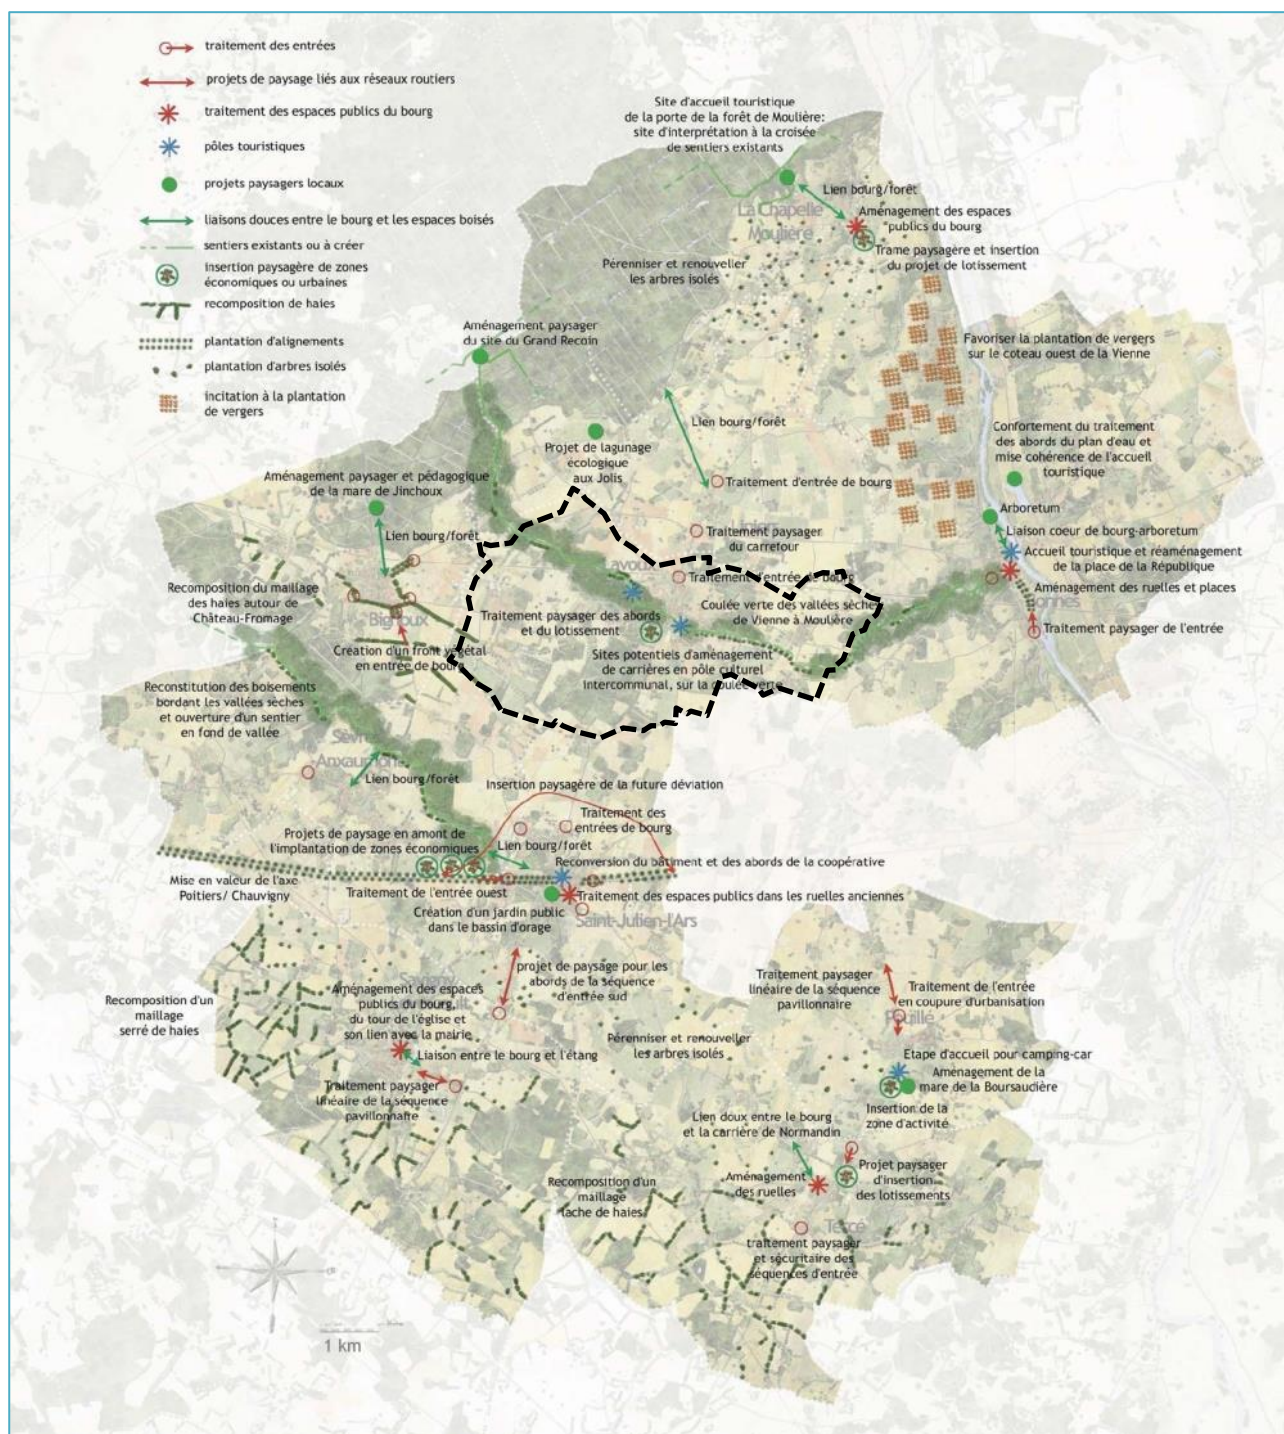 traitement des entrées
projets de paysage liés aux réseaux routiers
traitement des espaces publics du bourg
pôles touristiques
projets paysagers locaux
liaisons douces entre le bourg et les espaces boisés
sentiers existants ou à créer
insertion paysagère de zones
économiques ou urbaines
recomposition de haies
plantation d'alignements
plantation d'arbres isolés
incitation à la plantation
de vergers
Site d'accueil touristique
de la porte de la forêt de Moulière:
site d'interprétation à la croisée
de sentiers existants
Lien bourg/forêt
La Chapelle
Moulière
Aménagement des espaces
publics du bourg
Trame paysagère et insertion
du projet de lotissement
Pérenniser et renouveller
les arbres isolés
Aménagement paysager
du site du Grand Recoin
Favoriser la plantation de vergers
sur le coteau ouest de la Vienne
Lien bourg/forêt
Projet de lagunage
écologique
aux Jolis
Confortement du traitement
des abords du plan d'eau et
mise cohérence de l'accueil
touristique
Aménagement paysager et pédagogique
de la mare de Jinchoux
Traitement d'entrée de bourg
Arboretum
Lien bourg/forêt
Traitement paysager
du carrefour
Liaison coeur de bourg-arboretum
Accueil touristique et réaménagement
de la place de la République
Traitement d'entrée de bourg
Recomposition du maillage
des haies autour de
Château-Fromage
Aménagement des ruelles et places
Bignoux
Traitement paysager des abords
et du lotissement
Coulée verte des vallées sèches
de Vienne à Moulière
Traitement paysager de l'entrée
Création d'un front végétal
en entrée de bourg
Sites potentiels d'aménagement
de carrières en pôle culturel
intercommunal, sur la coulée verte
Reconstitution des boisements
bordant les vallées sèches
et ouverture d'un sentier
en fond de vallée
Anxaumont
Lien bourg/forêt
Insertion paysagère de la future déviation
Traitement des
entrées de bourg
Projets de paysage en amont de
l'implantation de zones économiques
Lien bourg/forêt
Reconversion du bâtiment et des abords de la coopérative
Mise en valeur de l'axe
Poitiers/ Chauvigny
Traitement de l'entrée ouest
Traitement des espaces publics dans les ruelles anciennes
Création d'un jardin public
dans le bassin d'orage
Saint-Julien-l'Ars
projet de paysage pour les
abords de la séquence
d'entrée sud
Savigny
Aménagement des espaces
publics du bourg,
du tour de l'église et
son lien avec la mairie
Traitement paysager
linéaire de la séquence
pavillonnaire
Traitement de l'entrée
en coupure d'urbanisation
Pouillé
Recomposition d'un
maillage
serré de haies
Pérenniser et renouveller
les arbres isolés
Liaison entre le bourg et l'étang
Etape d'accueil pour camping-car
Aménagement de la
mare de la Boursaudière
Traitement paysager
linéaire de la séquence
pavillonnaire
Insertion de la
zone d'activité
Lien doux entre le bourg
et la carrière de Normandin
Aménagement
des ruelles
Projet paysager
d'insertion
des lotissements
Recomposition d'un
maillage
lache de haies
Tercé
traitement paysager
et sécuritaire des
séquences d'entrée
1 km